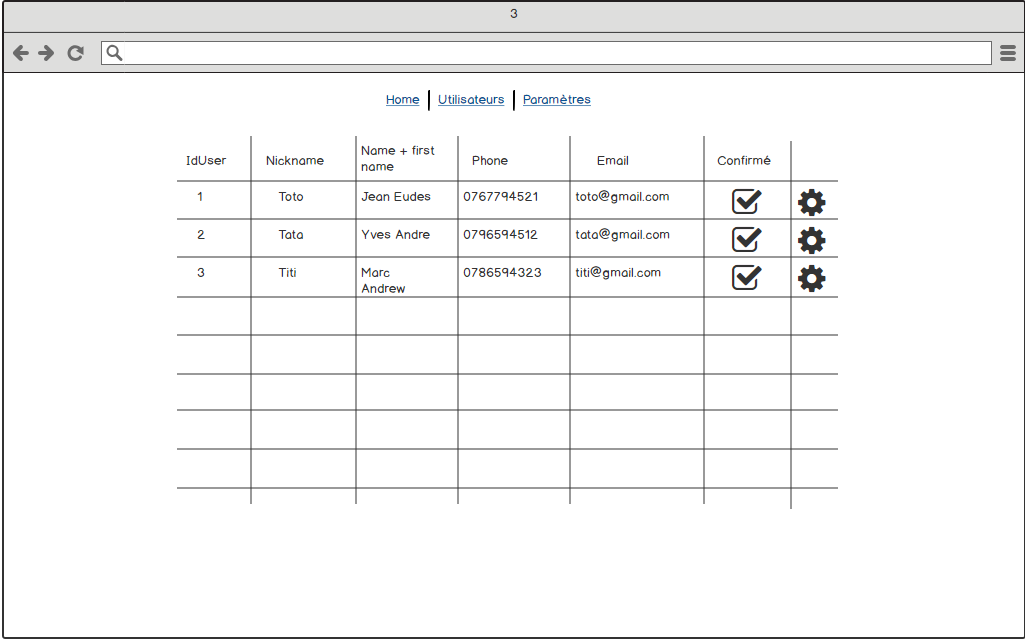 3
Home | Utilisateurs | Paramètres
IdUser Nickname Name + first name Phone Email Confirmé
1 Toto Jean Eudes 0767794521 toto@gmail.com
2 Tata Yves Andre 0796594512 tata@gmail.com
3 Titi Marc Andrew 0786594323 titi@gmail.com